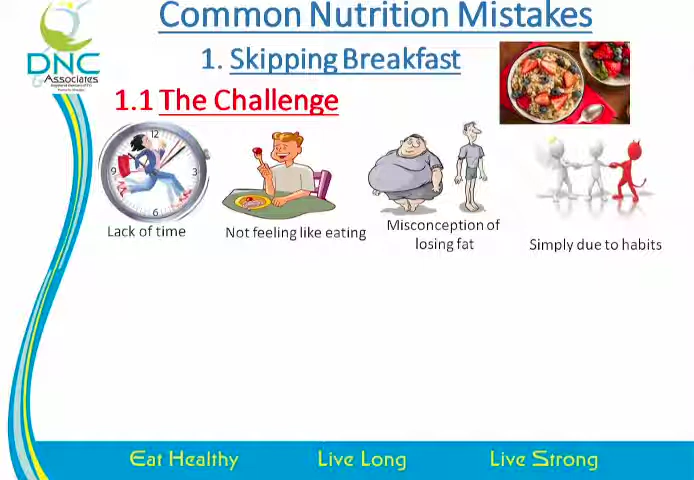 Common Nutrition Mistakes
DNC
& Associates
1. Skipping Breakfast
1.1 The Challenge
12
9
3
6
Lack of time
Not feeling like eating
Misconception of
losing fat
Simply due to habits
Eat Healthy
Live Long
Live Strong